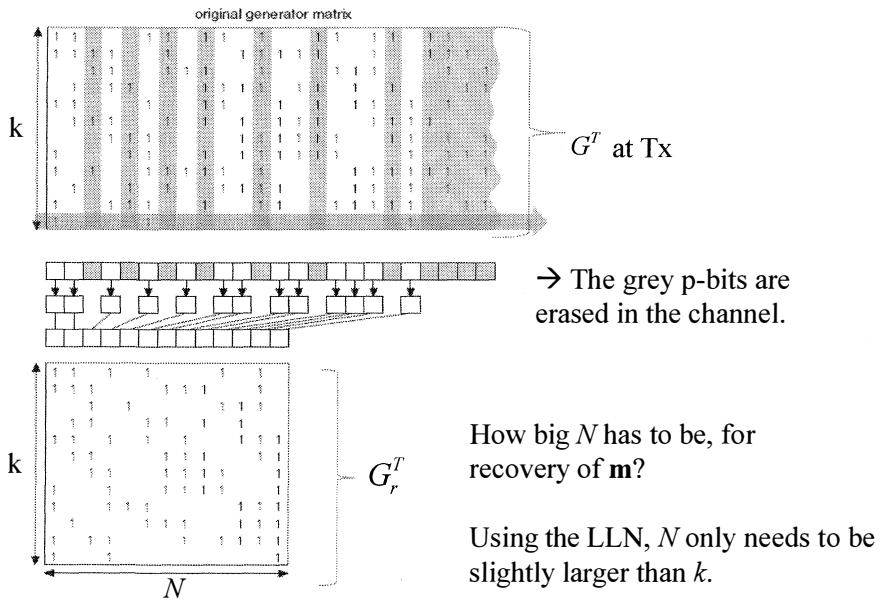 original generator matrix
k
G^T at Tx
→ The grey p-bits are
erased in the channel.
k
G_r^T
N
How big N has to be, for
recovery of m?
Using the LLN, N only needs to be
slightly larger than k.